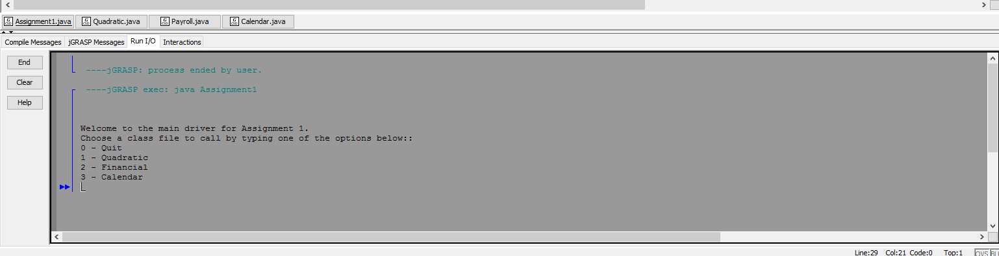 Assignment1.java Quadratic.java Payroll.java Calendar.java
Compile Messages jGRASP Messages Run I/O Interactions
End
Clear
Help
----jGRASP: process ended by user.
----jGRASP exec: java Assignment1
Welcome to the main driver for Assignment 1.
Choose a class file to call by typing one of the options below::
0 - Quit
1 - Quadratic
2 - Financial
3 - Calendar
Line:29 Col:21 Code:0 Top:1 OVS